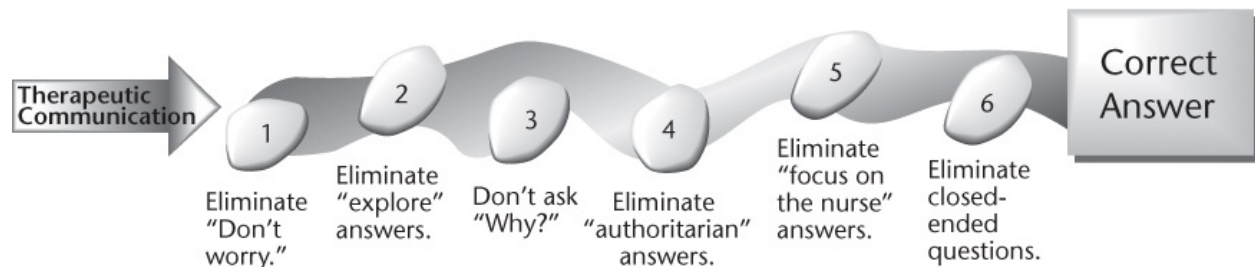 Therapeutic
Communication
1
Eliminate
“Don’t
worry.”
2
Eliminate
“explore”
answers.
3
Don’t ask
“Why?”
4
Eliminate
“authoritarian”
answers.
5
Eliminate
“focus on
the nurse”
answers.
6
Eliminate
closed-
ended
questions.
Correct
Answer